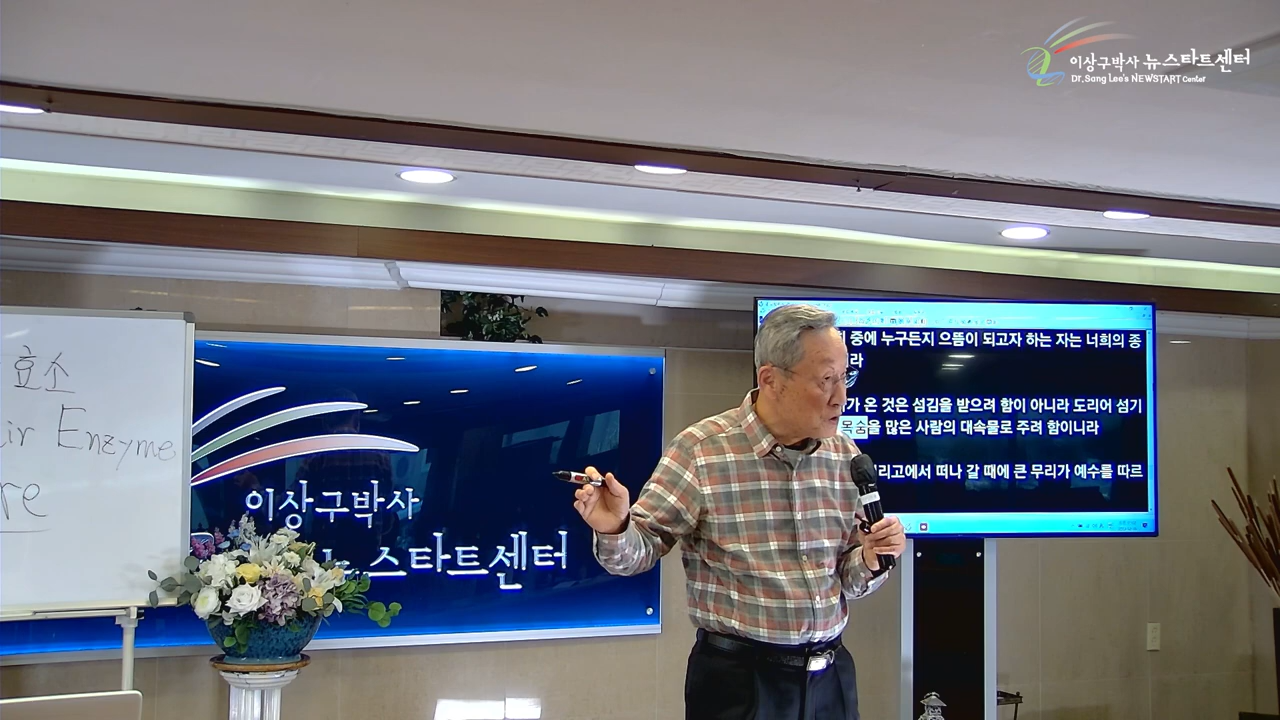 이상구박사 뉴스타트센터
Dr. Sang Lee's NEWSTART Center
효소
Enzyme
이상구박사
뉴스타트센터
중에 누구든지 으뜸이 되고자 하는 자는 너희의 종
라
온 것은 섬김을 받으려 함이 아니라 도리어 섬기
목숨을 많은 사람의 대속물로 주려 함이니라
리고에서 떠나 갈 때에 큰 무리가 예수를 따르